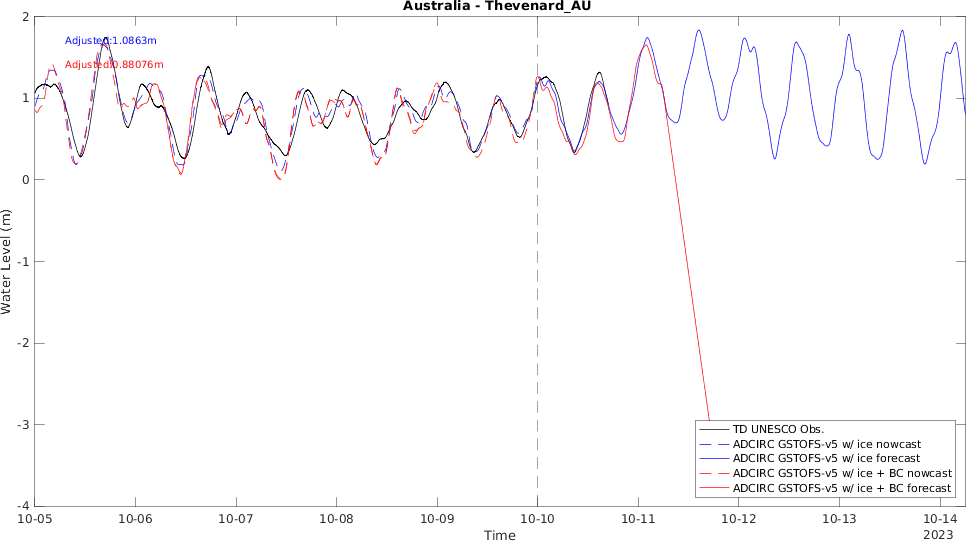 Australia - Thevenard_AU
Adjusted:1.0863m
Adjusted:0.88076m
2
1
0
-1
-2
-3
-4
Water Level (m)
TD UNESCO Obs.
ADCIRC GSTOFS-v5 w/ ice nowcast
ADCIRC GSTOFS-v5 w/ ice forecast
ADCIRC GSTOFS-v5 w/ ice + BC nowcast
ADCIRC GSTOFS-v5 w/ ice + BC forecast
10-05 10-06 10-07 10-08 10-09 10-10 10-11 10-12 10-13 10-14
2023
Time